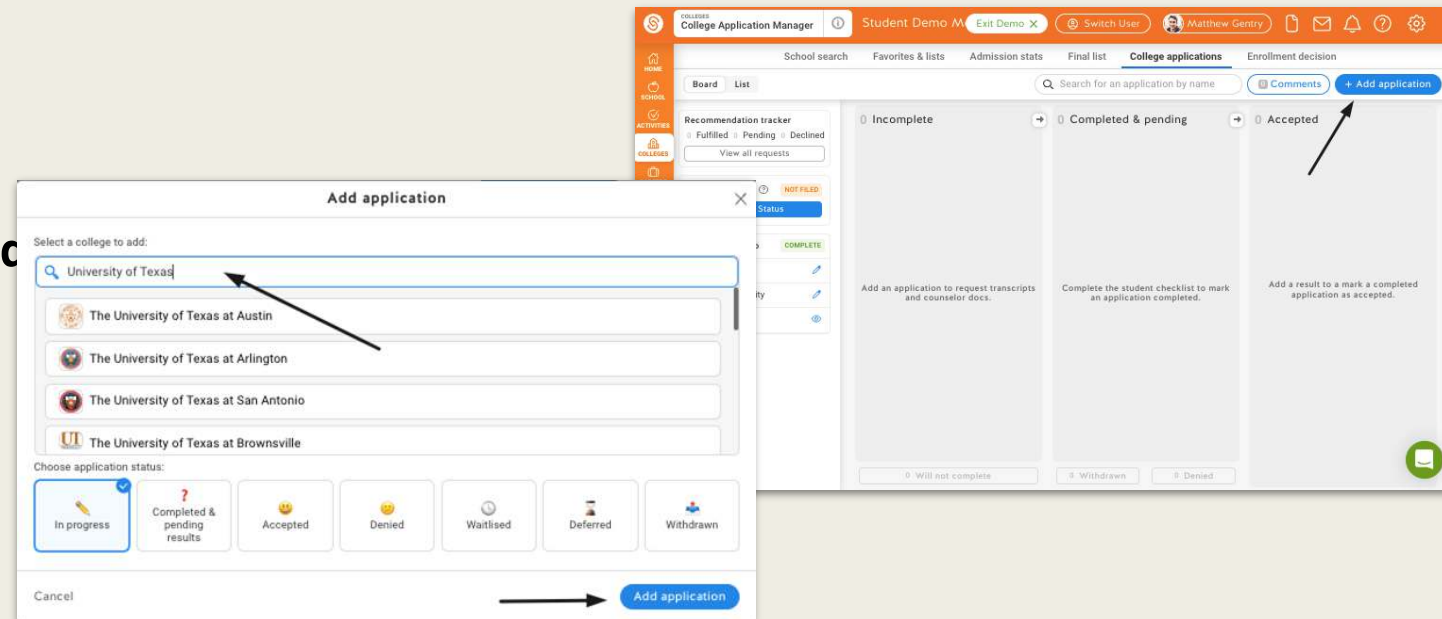 COLLEGES
College Application Manager
Student Demo M
Exit Demo X
Switch User
Matthew Gentry
School search
Favorites & lists
Admission stats
Final list
College applications
Enrollment decision
HOME
SCHOOL
ACTIVITIES
COLLEGES
Board
List
Search for an application by name
0 Comments
+ Add application
Recommendation tracker
0 Fulfilled 0 Pending 0 Declined
View all requests
NOT FILED
Status
COMPLETE
ity
0 Incomplete
Add an application to request transcripts
and counselor docs.
0 Will not complete
0 Completed & pending
Complete the student checklist to mark
an application completed.
0 Withdrawn
0 Denied
0 Accepted
Add a result to a mark a completed
application as accepted.
Add application
Select a college to add:
University of Texas
The University of Texas at Austin
The University of Texas at Arlington
The University of Texas at San Antonio
UT
The University of Texas at Brownsville
Choose application status:
In progress
?
Completed &
pending
results
Accepted
Denied
Waitlised
Deferred
Withdrawn
Cancel
Add application